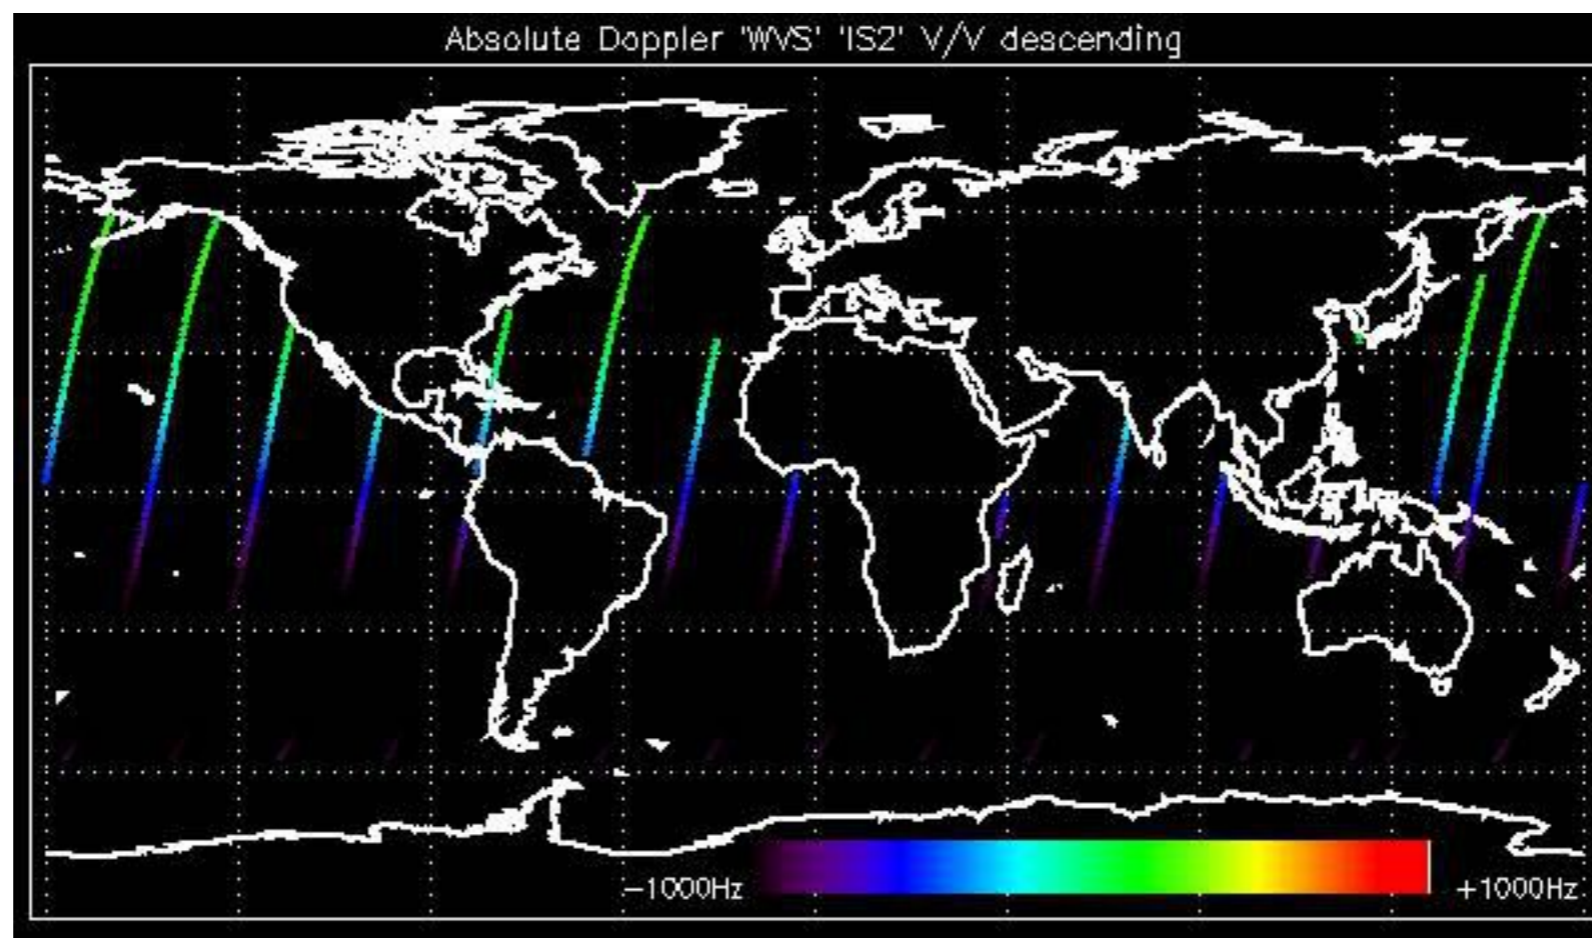 Absolute Doppler 'WVS' 'IS2' V/V descending
−1000Hz +1000Hz